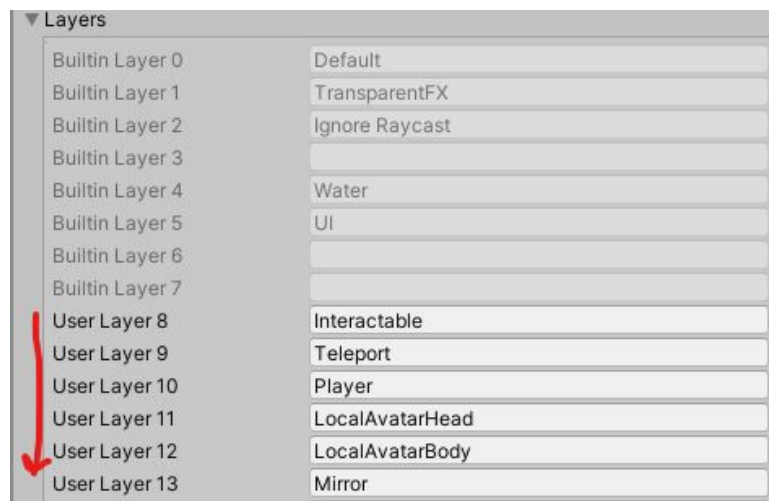 Layers
Builtin Layer 0 Default
Builtin Layer 1 TransparentFX
Builtin Layer 2 Ignore Raycast
Builtin Layer 3
Builtin Layer 4 Water
Builtin Layer 5 UI
Builtin Layer 6
Builtin Layer 7
User Layer 8 Interactable
User Layer 9 Teleport
User Layer 10 Player
User Layer 11 LocalAvatarHead
User Layer 12 LocalAvatarBody
User Layer 13 Mirror